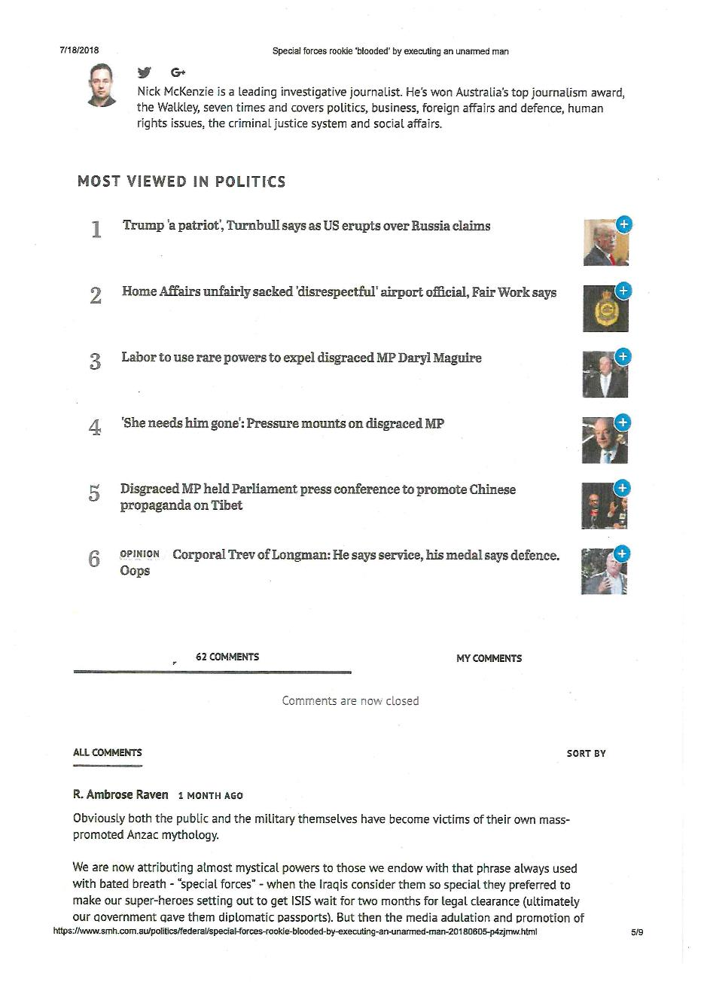 7/18/2018 Special forces rookie 'blooded' by executing an unarmed man
G+
Nick McKenzie is a leading investigative journalist. He's won Australia's top journalism award,
the Walkley, seven times and covers politics, business, foreign affairs and defence, human
rights issues, the criminal justice system and social affairs.
MOST VIEWED IN POLITICS
1 Trump 'a patriot', Turnbull says as US erupts over Russia claims
2 Home Affairs unfairly sacked 'disrespectful' airport official, Fair Work says
3 Labor to use rare powers to expel disgraced MP Daryl Maguire
4 'She needs him gone': Pressure mounts on disgraced MP
5 Disgraced MP held Parliament press conference to promote Chinese
propaganda on Tibet
6 OPINION Corporal Trev of Longman: He says service, his medal says defence.
Oops
62 COMMENTS MY COMMENTS
Comments are now closed
ALL COMMENTS SORT BY
R. Ambrose Raven 1 MONTH AGO
Obviously both the public and the military themselves have become victims of their own mass-
promoted Anzac mythology.
We are now attributing almost mystical powers to those we endow with that phrase always used
with bated breath - "special forces" - when the Iraqis consider them so special they preferred to
make our super-heroes setting out to get ISIS wait for two months for legal clearance (ultimately
our government gave them diplomatic passports). But then the media adulation and promotion of
https://www.smh.com.au/politics/federal/special-forces-rookie-blooded-by-executing-an-unarmed-man-20180605-p4zjmw.html 5/9